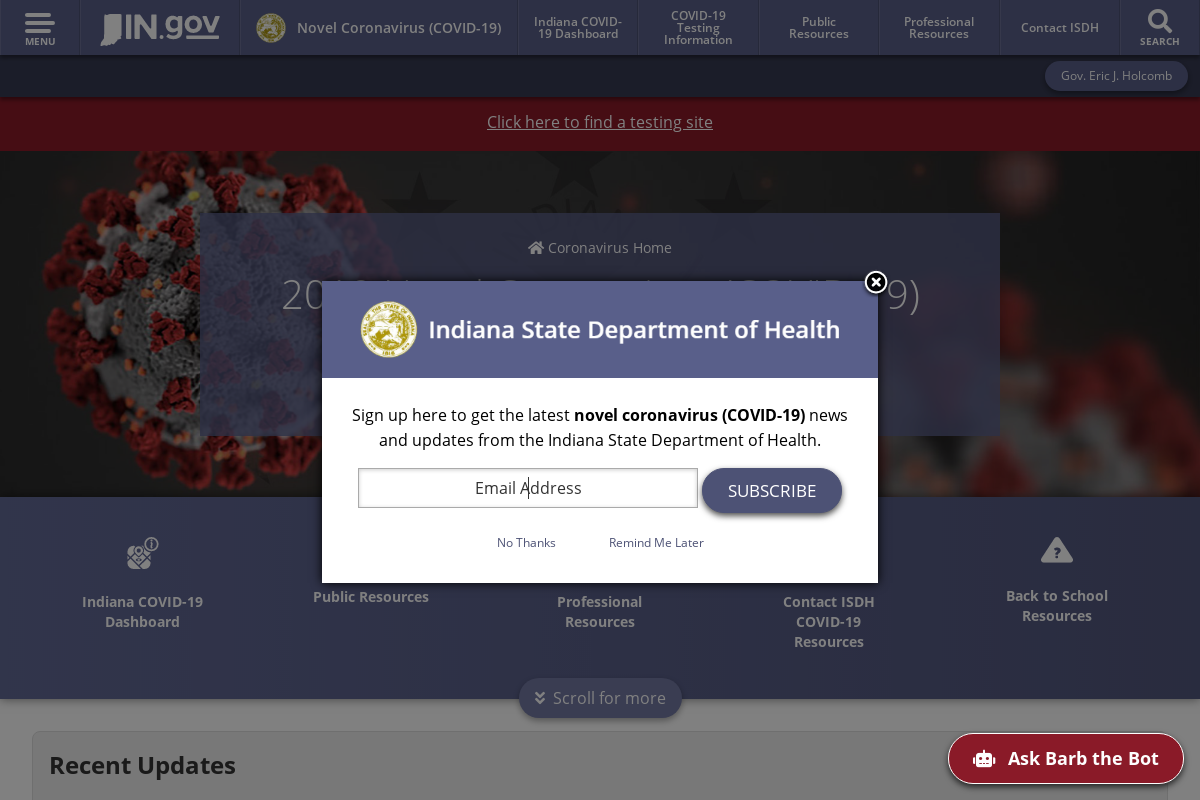 MENU
IN.gov
Novel Coronavirus (COVID-19)
Indiana COVID-
19 Dashboard
COVID-19
Testing
Information
Public
Resources
Professional
Resources
Contact ISDH
SEARCH
Gov. Eric J. Holcomb
Click here to find a testing site
Coronavirus Home
Indiana State Department of Health
Sign up here to get the latest novel coronavirus (COVID-19) news
and updates from the Indiana State Department of Health.
Email Address
SUBSCRIBE
No Thanks
Remind Me Later
Indiana COVID-19
Dashboard
Public Resources
Professional
Resources
Contact ISDH
COVID-19
Resources
Back to School
Resources
Scroll for more
Recent Updates
Ask Barb the Bot